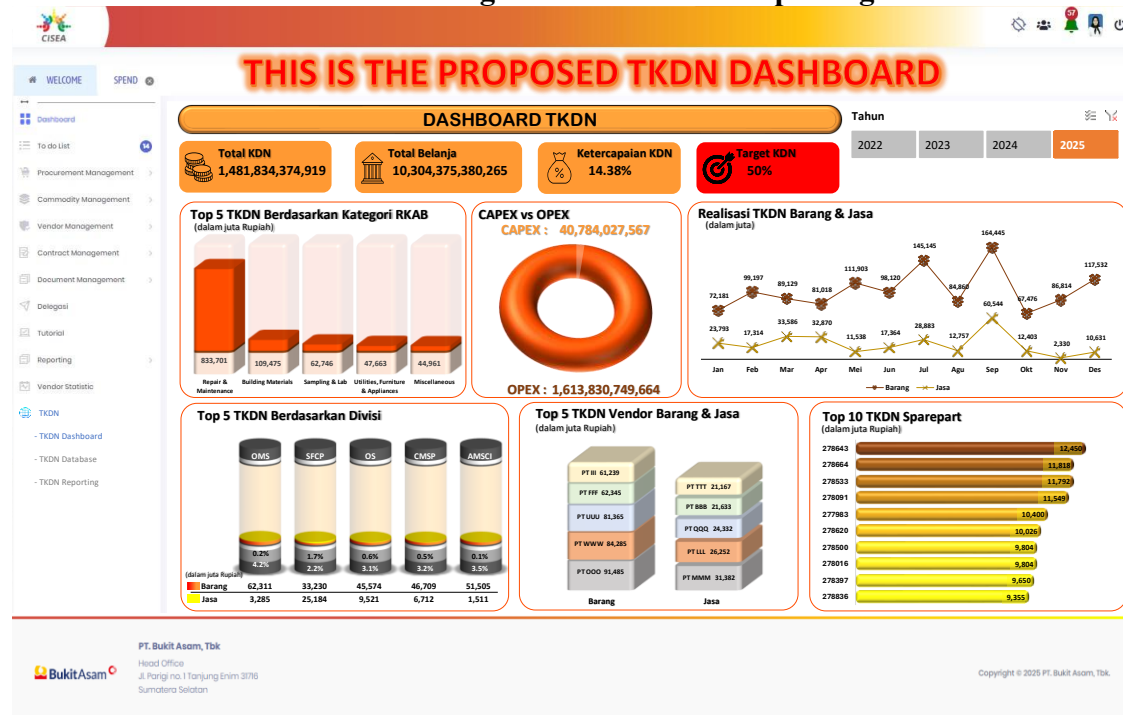 CISEA
57
WELCOME
SPEND
THIS IS THE PROPOSED TKDN DASHBOARD
Dashboard
To do List
14
Procurement Management
Commodity Management
Vendor Management
Contract Management
Document Management
Delegasi
Tutorial
Reporting
Vendor Statistic
TKDN
- TKDN Dashboard
- TKDN Database
- TKDN Reporting
DASHBOARD TKDN
Tahun
2022 2023 2024 2025
Total KDN
1,481,834,374,919
Total Belanja
10,304,375,380,265
Ketercapaian KDN
14.38%
Target KDN
50%
Top 5 TKDN Berdasarkan Kategori RKAB
(dalam juta Rupiah)
833,701 109,475 62,746 47,663 44,961
Repair & Maintenance
Building Materials
Sampling & Lab
Utilities, Furniture & Appliances
Miscellaneous
CAPEX vs OPEX
CAPEX : 40,784,027,567
OPEX : 1,613,830,749,664
Realisasi TKDN Barang & Jasa
(dalam juta)
72,181 99,197 89,129 81,018 111,903 98,120 145,145 84,860 164,445 67,476 86,814 117,532
23,793 17,314 33,586 32,870 11,538 17,364 28,883 12,757 60,544 12,403 2,330 10,631
Jan Feb Mar Apr Mei Jun Jul Agu Sep Okt Nov Des
Barang Jasa
Top 5 TKDN Berdasarkan Divisi
OMS SFCP OS CMSP AMSCI
0.2% 1.7% 0.6% 0.5% 0.1%
4.2% 2.2% 3.1% 3.2% 3.5%
(dalam juta Rupiah)
Barang 62,311 33,230 45,574 46,709 51,505
Jasa 3,285 25,184 9,521 6,712 1,511
Top 5 TKDN Vendor Barang & Jasa
(dalam juta Rupiah)
PT III 61,239
PT FFF 62,345
PT UUU 81,365
PT WWW 84,285
PT OOO 91,485
Barang
PT TTT 21,167
PT BBB 21,633
PT QQQ 24,332
PT LLL 26,252
PT MMM 31,382
Jasa
Top 10 TKDN Sparepart
(dalam juta Rupiah)
278643 12,450
278664 11,818
278533 11,792
278091 11,549
277983 10,400
278620 10,026
278500 9,804
278016 9,804
278397 9,650
278836 9,355
BukitAsam
PT. Bukit Asam, Tbk
Head Office
Jl. Parigi no. 1 Tanjung Enim 31716
Sumatera Selatan
Copyright © 2025 PT. Bukit Asam, Tbk.